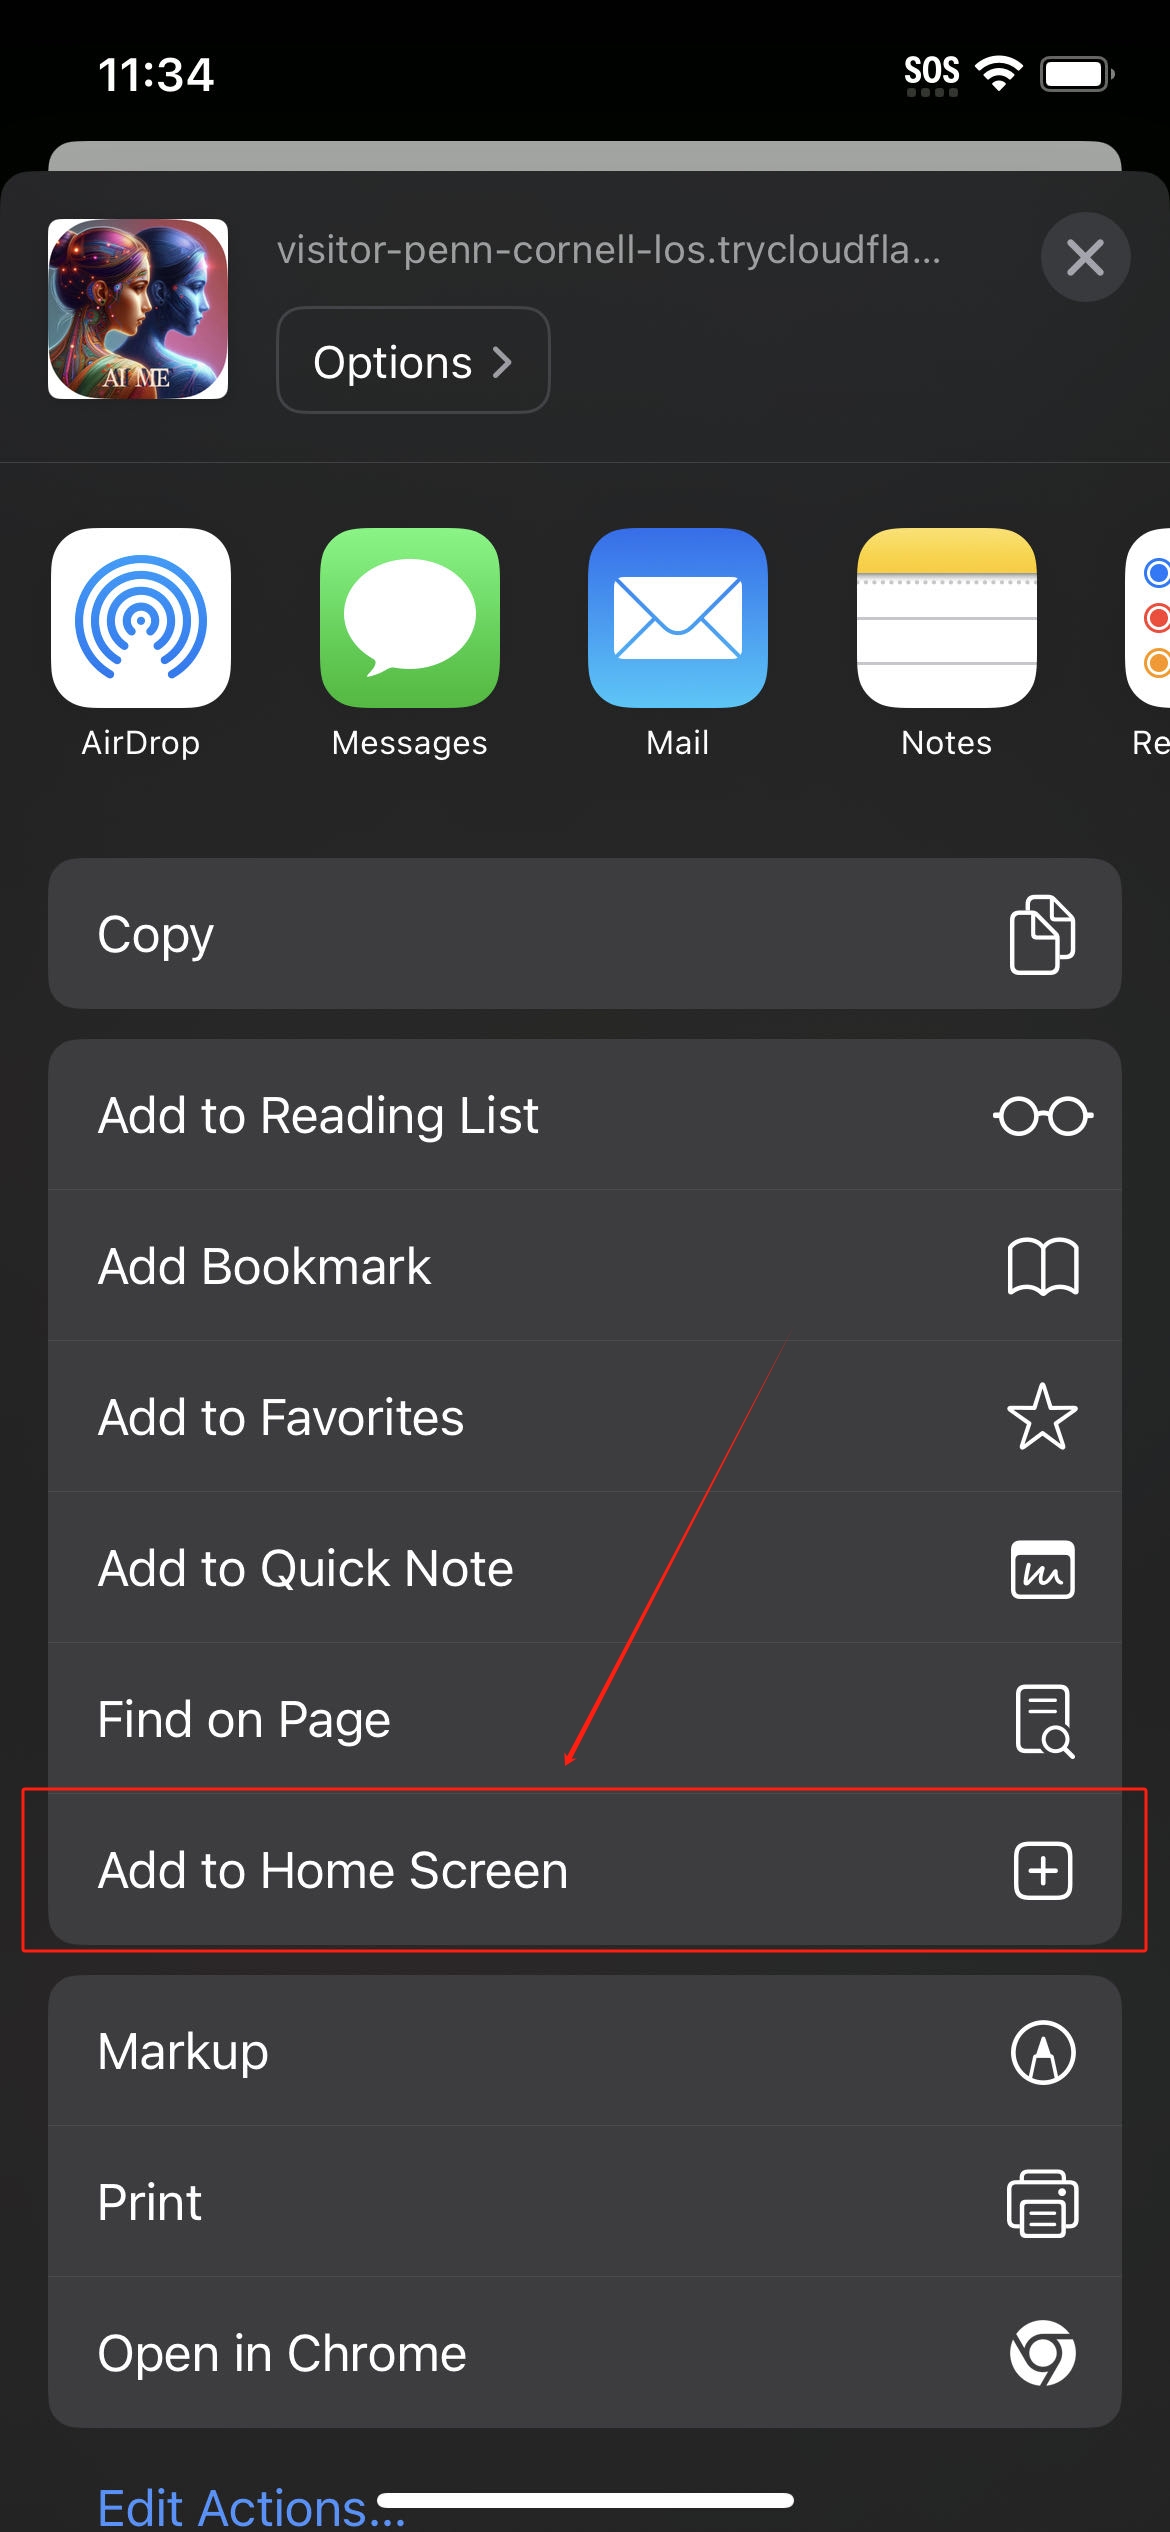 11:34
SOS
visitor-penn-cornell-los.trycloudfla...
AI ME
Options
AirDrop
Messages
Mail
Notes
Re
Copy
Add to Reading List
Add Bookmark
Add to Favorites
Add to Quick Note
Find on Page
Add to Home Screen
Markup
Print
Open in Chrome
Edit Actions...